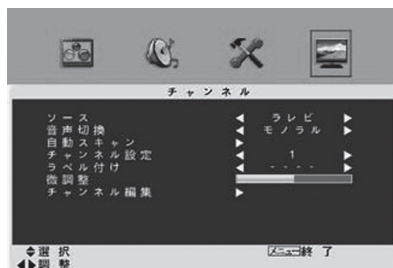 チャンネル
ソース ◀ ラレビ ▶
音声切換 ◀ モノラル ▶
自動スキャン ▶
チャンネル設定 ◀ 1 ▶
ラベル付け ◀ ---- ▶
微調整
チャンネル編集 ▶
選択 メニュー終了
調整